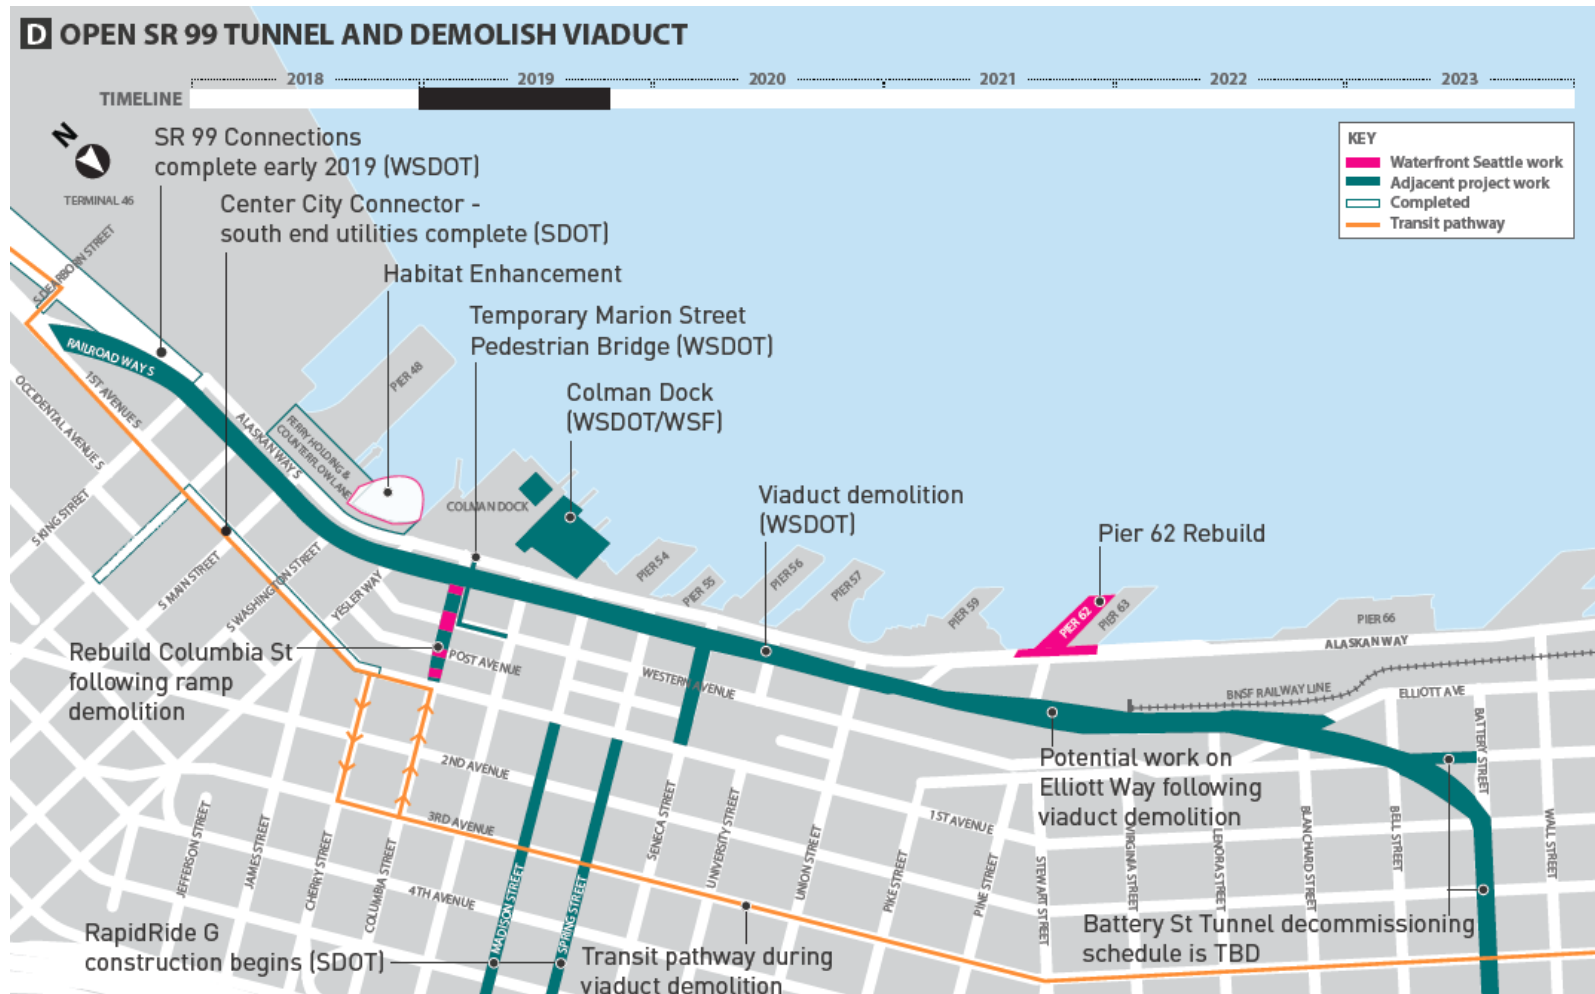 D OPEN SR 99 TUNNEL AND DEMOLISH VIADUCT
2018
2019
2020
2021
2022
2023
TIMELINE
N
KEY
Waterfront Seattle work
Adjacent project work
Completed
Transit pathway
SR 99 Connections
complete early 2019 (WSDOT)
TERMINAL 46
Center City Connector -
south end utilities complete (SDOT)
S DEARBORN STREET
Habitat Enhancement
Temporary Marion Street
Pedestrian Bridge (WSDOT)
RAILROAD WAY S
PIER 48
1ST AVENUE S
OCCIDENTAL AVENUE S
Colman Dock
(WSDOT/WSF)
ALASKAN WAY S
FERRY HOLDING &
COUNTERFLOW LANE
COLMAN DOCK
S KING STREET
Viaduct demolition
(WSDOT)
Pier 62 Rebuild
S MAIN STREET
S WASHINGTON STREET
YESLER WAY
PIER 54
PIER 55
PIER 56
PIER 57
PIER 59
PIER 62
PIER 63
PIER 66
ALASKAN WAY
Rebuild Columbia St
following ramp
demolition
POST AVENUE
WESTERN AVENUE
BNSF RAILWAY LINE
ELLIOTT AVE
BATTERY STREET
2ND AVENUE
Potential work on
Elliott Way following
viaduct demolition
3RD AVENUE
1ST AVENUE
JEFFERSON STREET
JAMES STREET
CHERRY STREET
COLUMBIA STREET
SENECA STREET
UNIVERSITY STREET
UNION STREET
PIKE STREET
PINE STREET
STEWART STREET
VIRGINIA STREET
LENORA STREET
BLANCHARD STREET
BELL STREET
WALL STREET
4TH AVENUE
MADISON STREET
SPRING STREET
RapidRide G
construction begins (SDOT)
Transit pathway during
viaduct demolition
Battery St Tunnel decommissioning
schedule is TBD